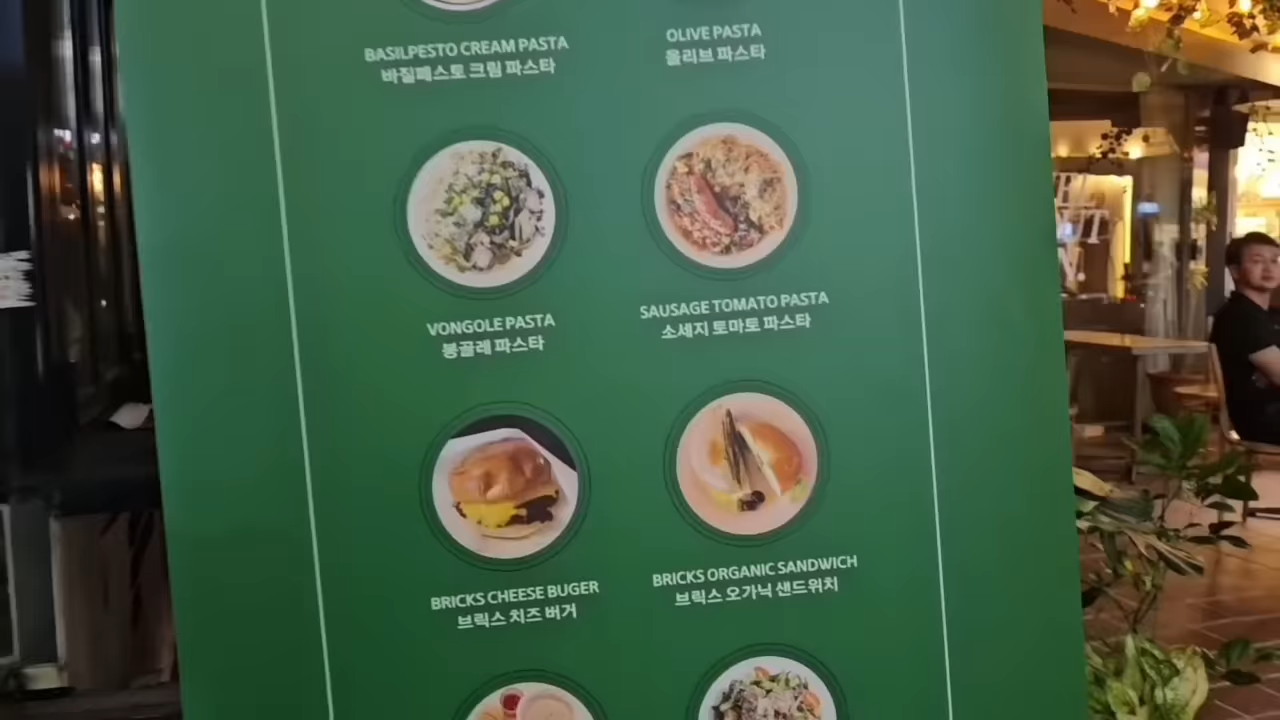 BASILPESTO CREAM PASTA
바질페스토 크림 파스타
OLIVE PASTA
올리브 파스타
VONGOLE PASTA
봉골레 파스타
SAUSAGE TOMATO PASTA
소세지 토마토 파스타
BRICKS CHEESE BUGER
브릭스 치즈 버거
BRICKS ORGANIC SANDWICH
브릭스 오가닉 샌드위치